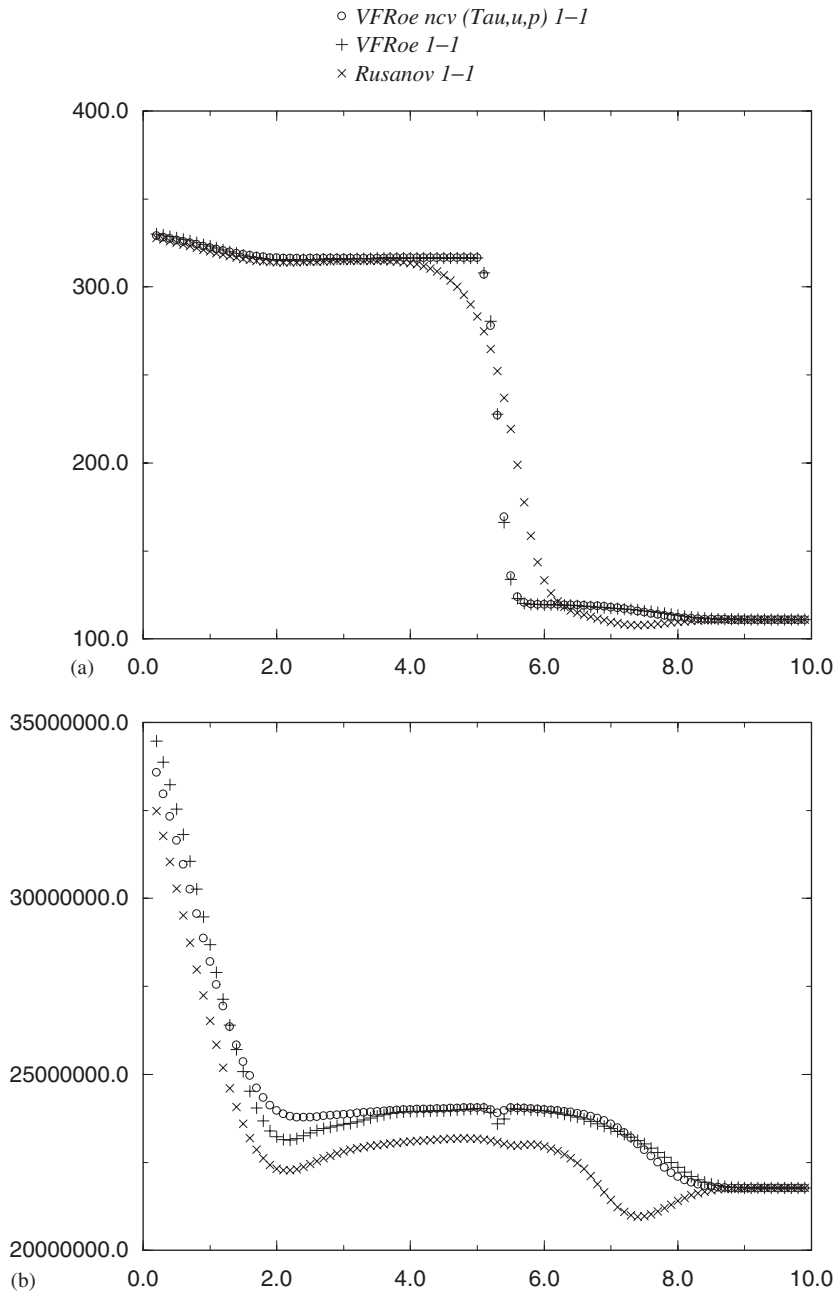 VFRoe ncv (Tau,u,p) 1–1
VFRoe 1–1
Rusanov 1–1
400.0
300.0
200.0
100.0
(a)
0.0 2.0 4.0 6.0 8.0 10.0
35000000.0
30000000.0
25000000.0
20000000.0
(b)
0.0 2.0 4.0 6.0 8.0 10.0